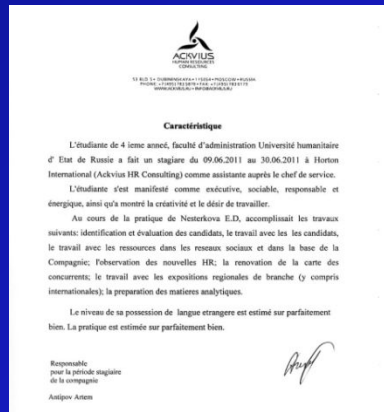 ACKVIUS
HUMAN RESOURCES
CONSULTING
Caractéristique
L'étudiante de 4 ieme anneé, faculté d'administration Université humanitaire
d' Etat de Russie a fait un stagiare du 09.06.2011 au 30.06.2011 à Horton
International (Ackvius HR Consulting) comme assistante auprès le chef de service.
L'étudiante s'est manifesté comme exécutive, sociable, responsable et
énergique, ainsi qu'a montré la créativité et le désir de travailler.
Au cours de la pratique de Nesterkova E.D, accomplissait les travaux
suivants: identification et évaluation des candidats, le travail avec les les candidats,
le travail avec les ressources dans les reseaux sociaux et dans la base de la
Compagnie; l'observation des nouvelles HR; la renovation de la carte des
concurrents; le travail avec les expositions regionales de branche (y compris
internationales); la preparation des matieres analytiques.
Le niveau de sa possession de langue etrangere est estimé sur parfaitement
bien. La pratique est estimée sur parfaitement bien.
Responsable
pour la période stagiaire
de la compagnie
Antipov Artem